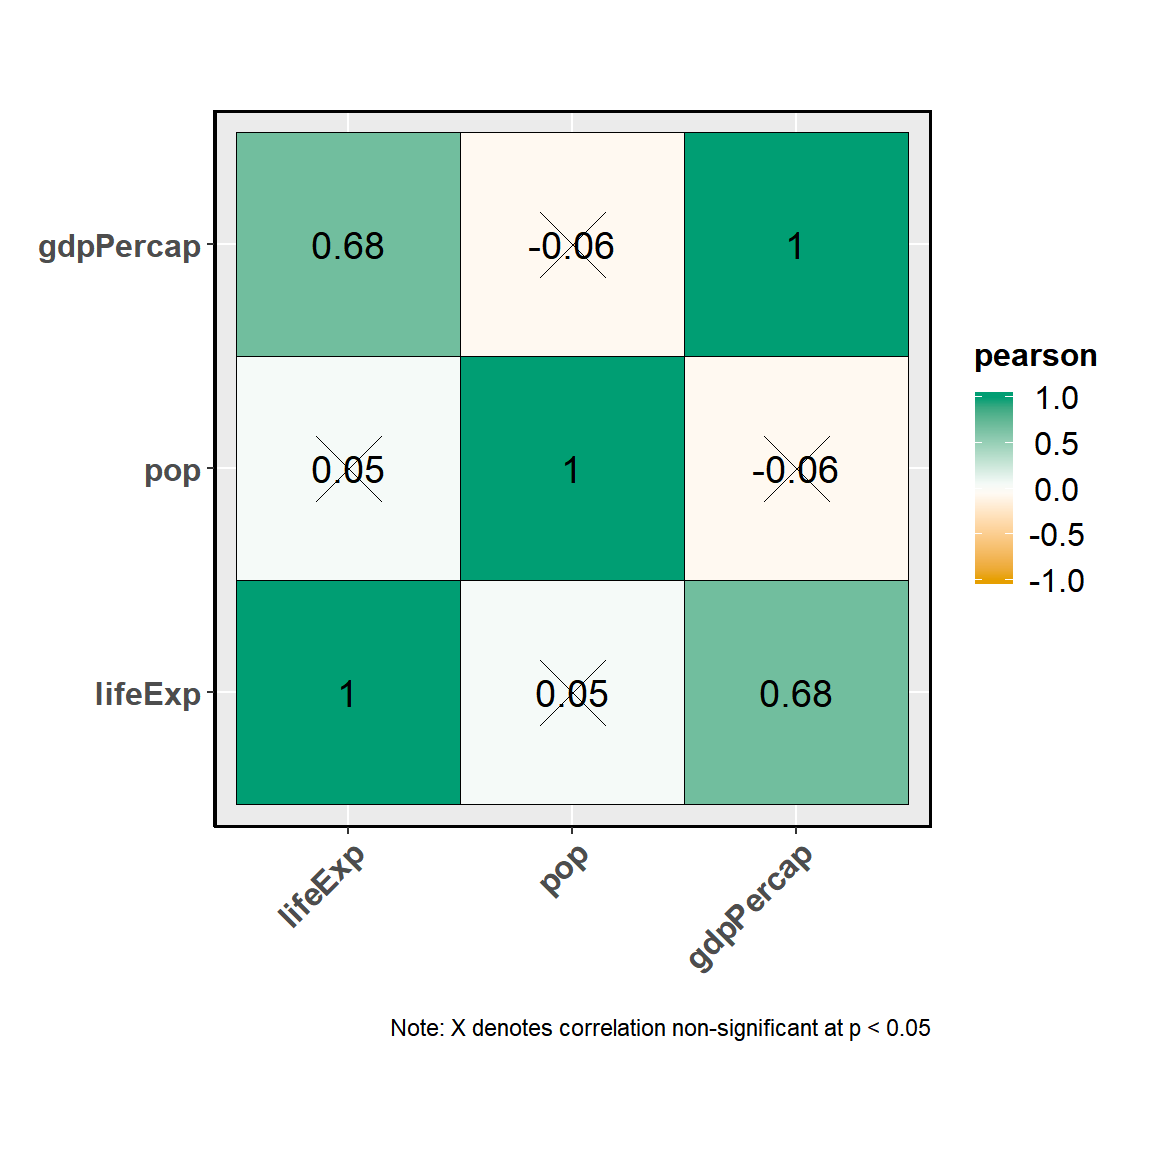 gdpPercap
0.68
-0.06
1
pop
0.05
1
-0.06
lifeExp
1
0.05
0.68
lifeExp
pop
gdpPercap
pearson
1.0
0.5
0.0
-0.5
-1.0
Note: X denotes correlation non-significant at p < 0.05